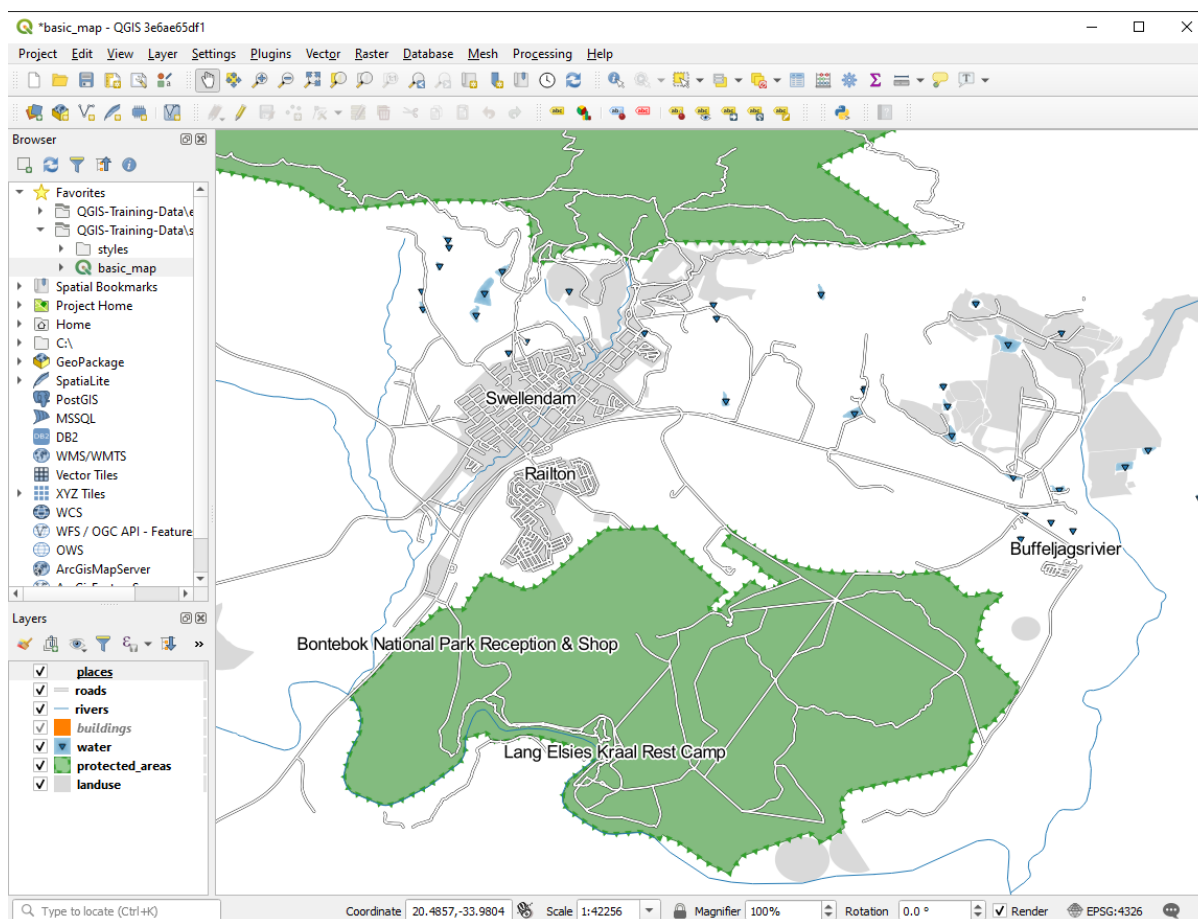 *basic_map - QGIS 3e6ae65df1
Project Edit View Layer Settings Plugins Vector Raster Database Mesh Processing Help
Browser
Favorites
QGIS-Training-Data\e
QGIS-Training-Data\s
styles
basic_map
Spatial Bookmarks
Project Home
Home
C:\
GeoPackage
SpatiaLite
PostGIS
MSSQL
DB2
WMS/WMTS
Vector Tiles
XYZ Tiles
WCS
WFS / OGC API - Feature
OWS
ArcGisMapServer
Layers
places
roads
rivers
buildings
water
protected_areas
landuse
Swellendam
Railton
Buffeljagsrivier
Bontebok National Park Reception & Shop
Lang Elsies Kraal Rest Camp
Type to locate (Ctrl+K) Coordinate 20.4857,-33.9804 Scale 1:42256 Magnifier 100% Rotation 0.0 ° Render EPSG:4326